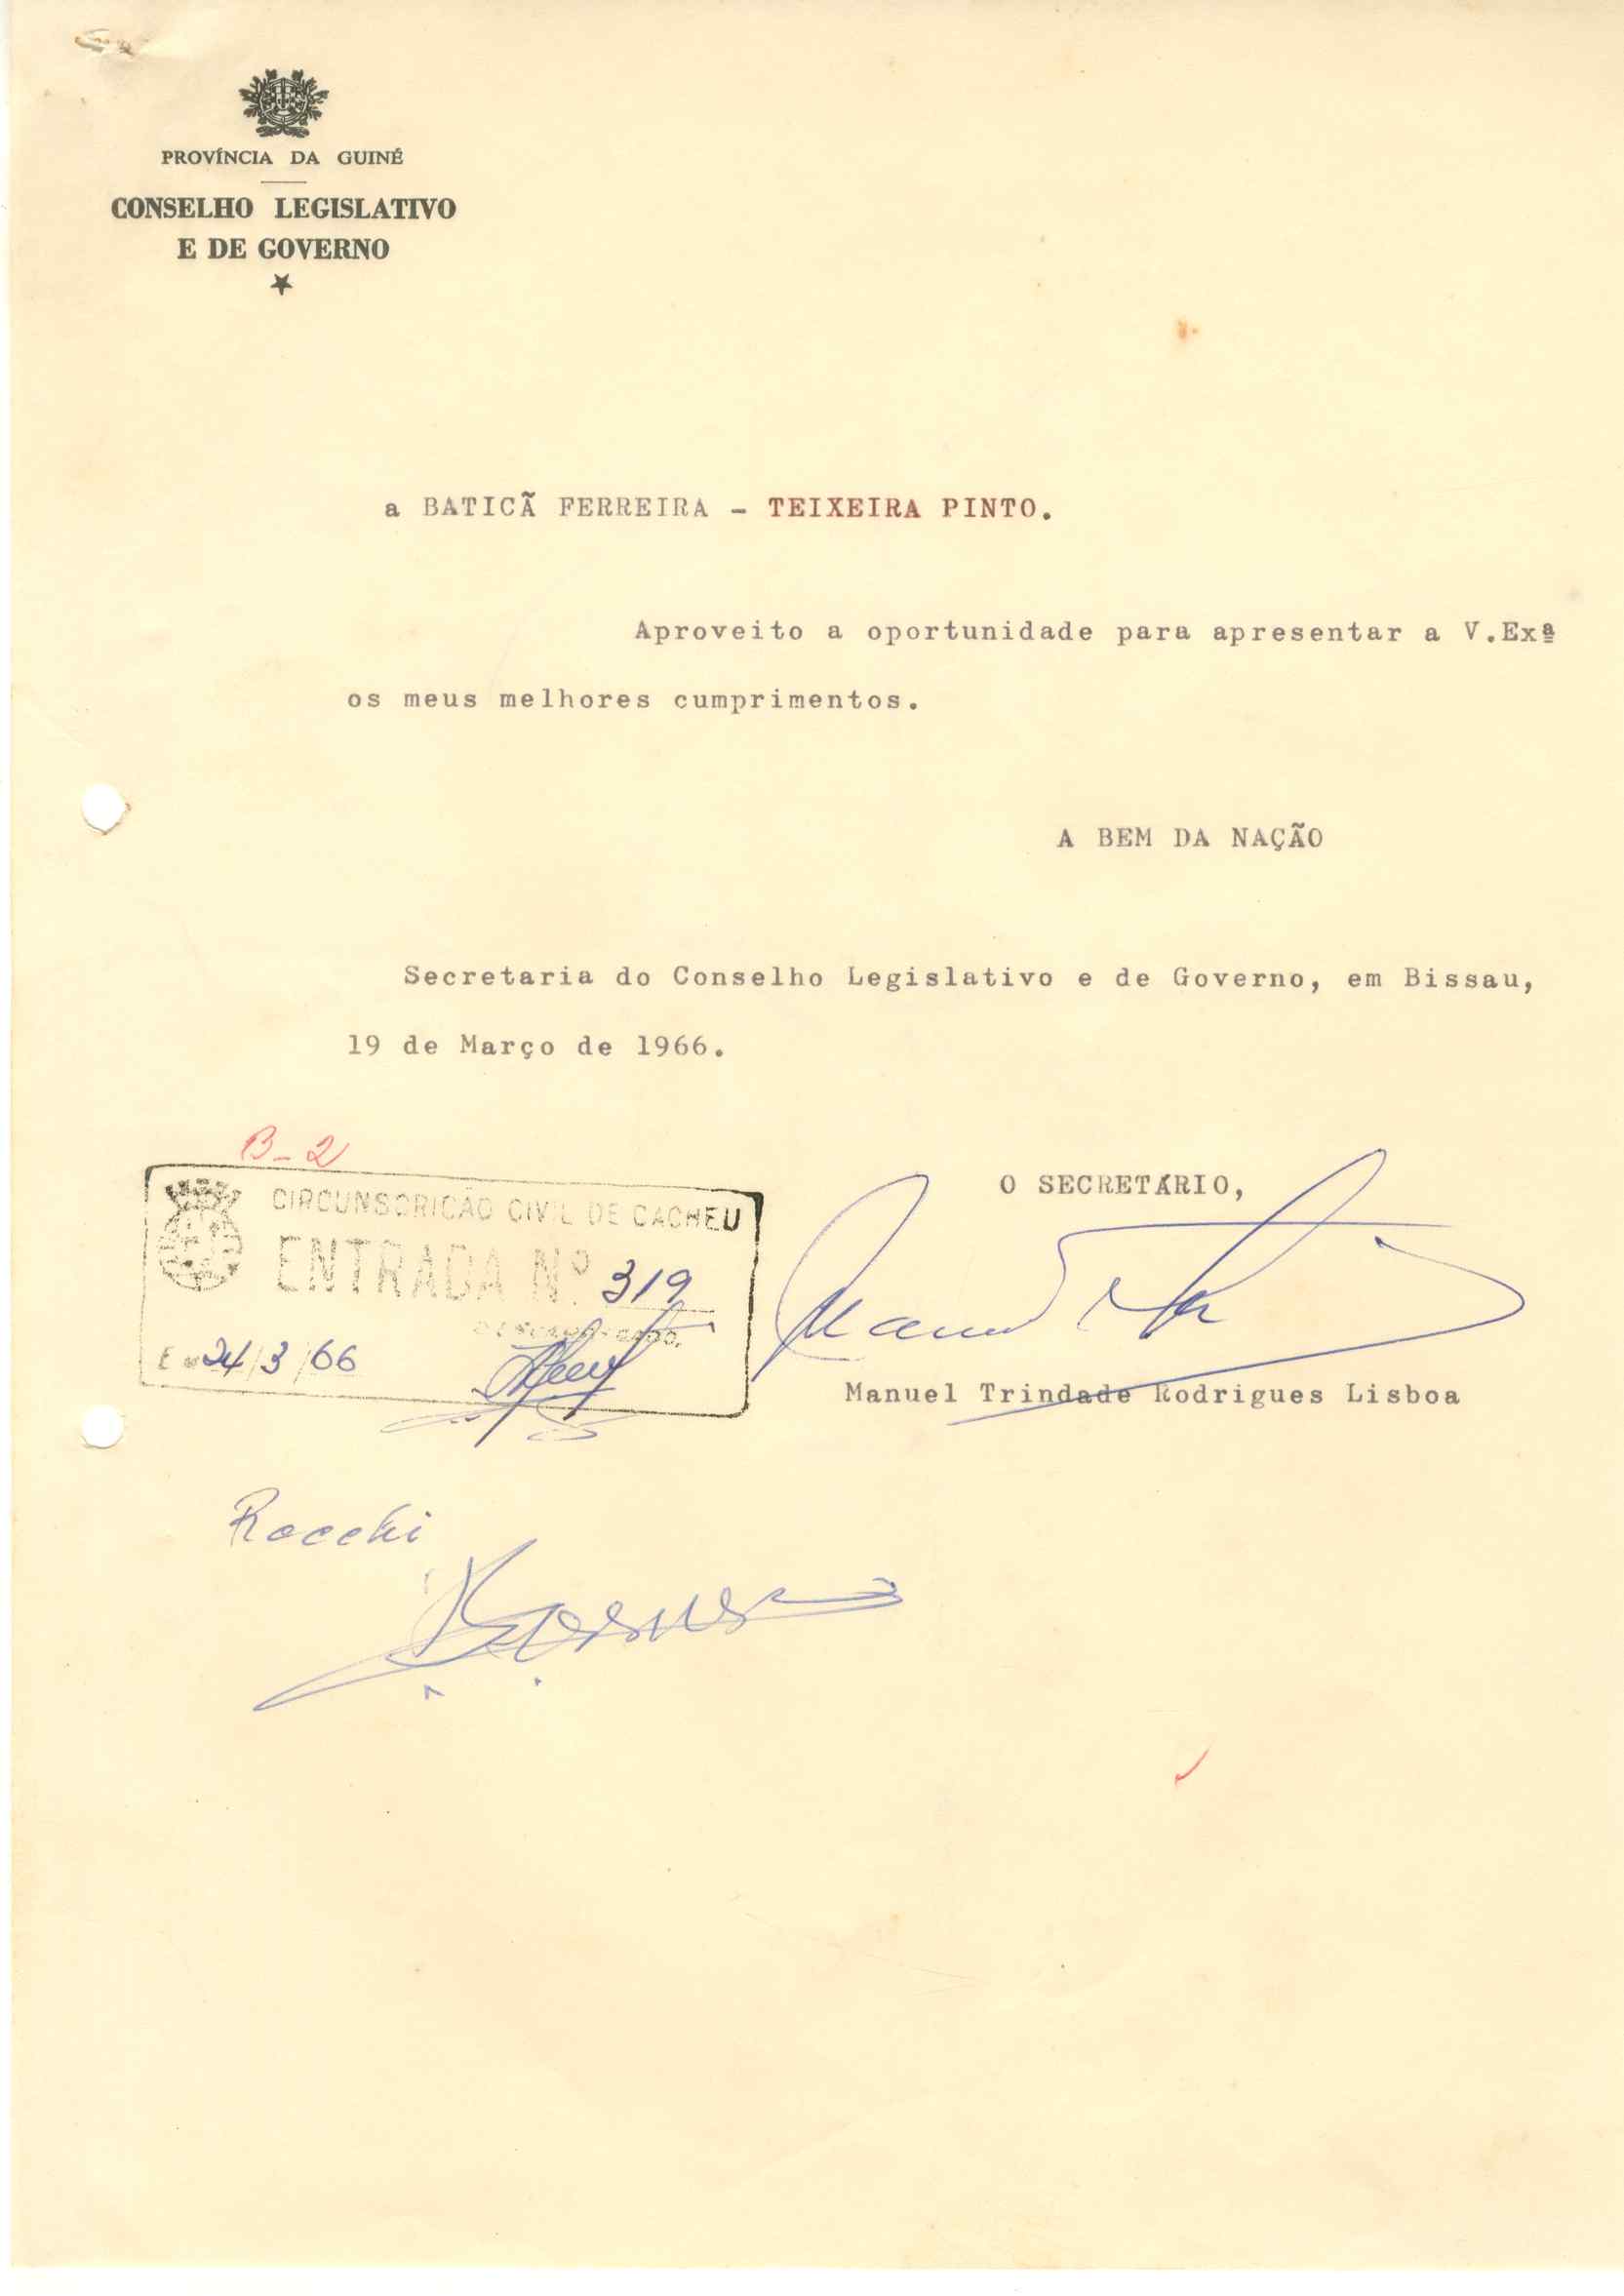 PROVÍNCIA DA GUINÉ
CONSELHO LEGISLATIVO
E DE GOVERNO
a BATICÃ FERREIRA - TEIXEIRA PINTO.
Aproveito a oportunidade para apresentar a V.Exª
os meus melhores cumprimentos.
A BEM DA NAÇÃO
Secretaria do Conselho Legislativo e de Governo, em Bissau,
19 de Março de 1966.
B-2
CIRCUNSCRICÃO CIVIL DE CACHEU
ENTRADA Nº 319
Em 24/3/66
O SECRETÁRIO,
Manuel Trindade Rodrigues Lisboa